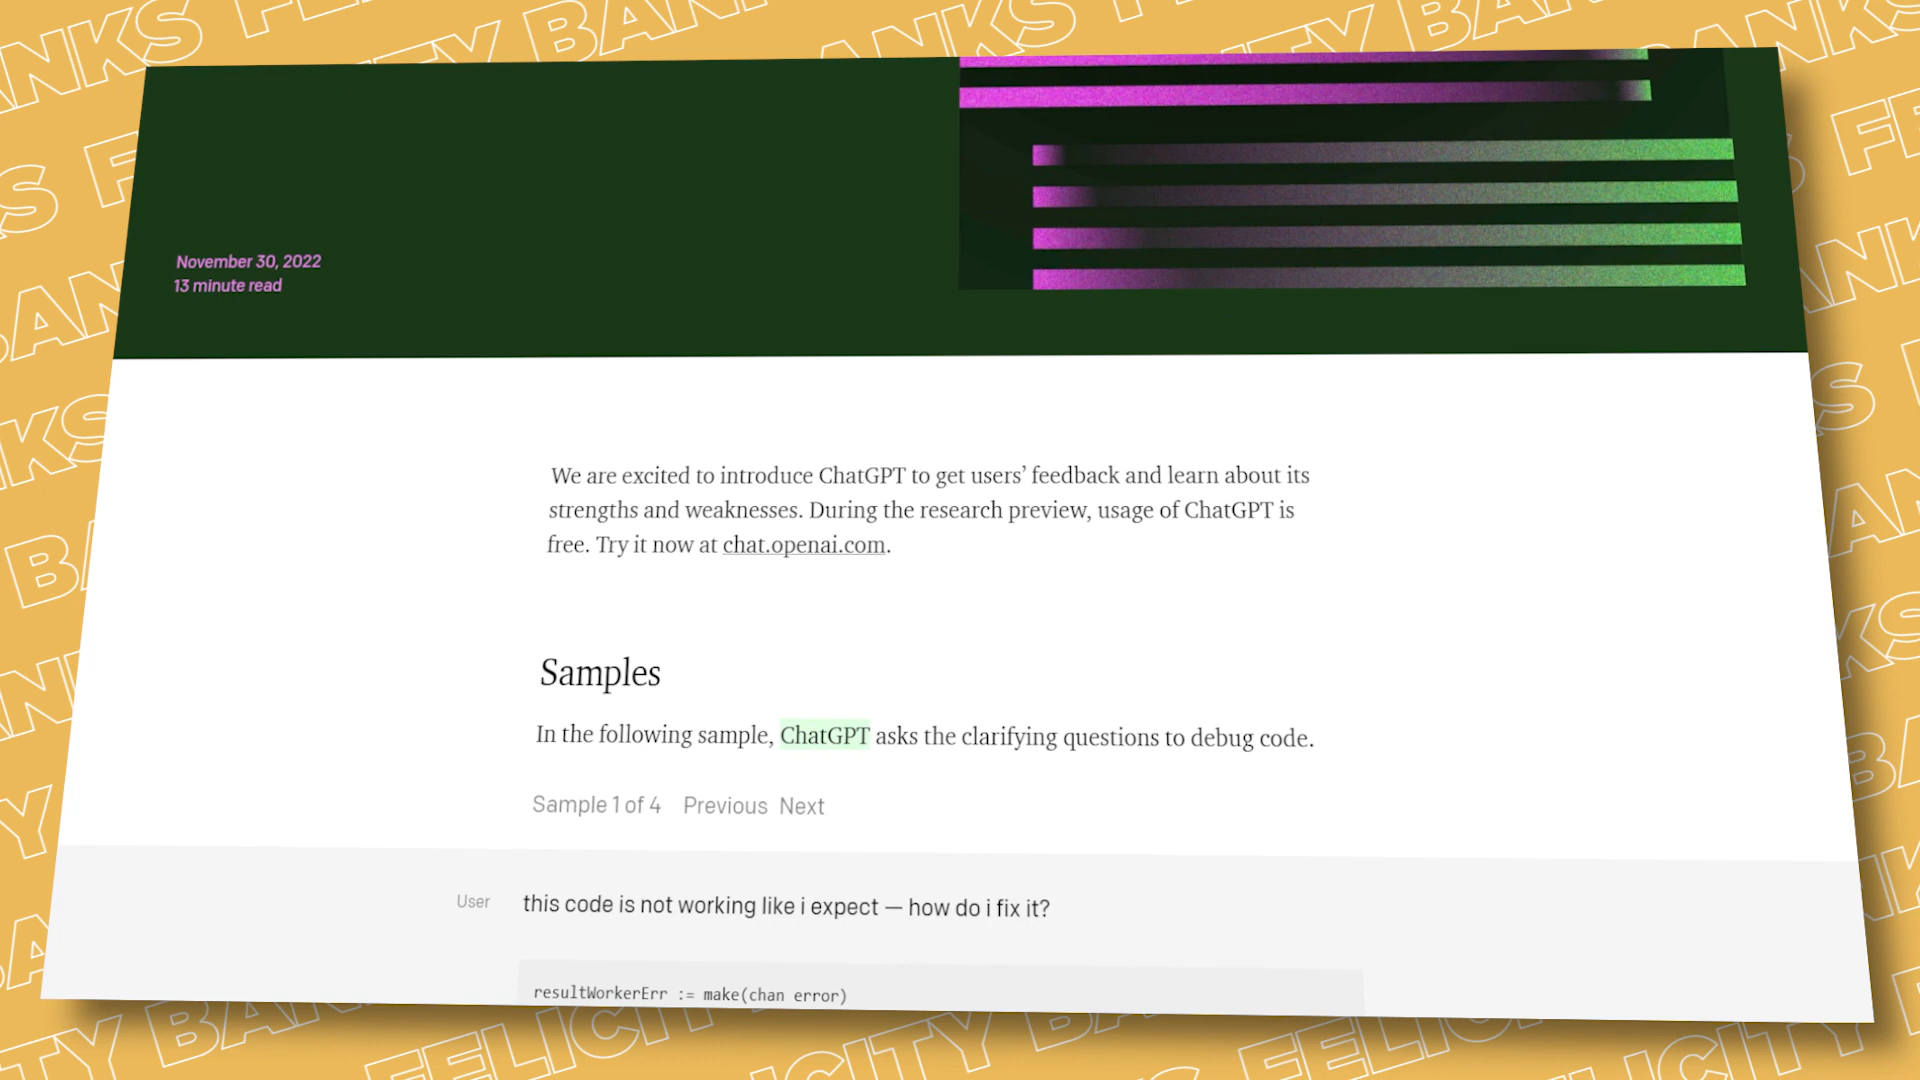 FELICITY BANKS
November 30, 2022
13 minute read
We are excited to introduce ChatGPT to get users’ feedback and learn about its
strengths and weaknesses. During the research preview, usage of ChatGPT is
free. Try it now at chat.openai.com.
Samples
In the following sample, ChatGPT asks the clarifying questions to debug code.
Sample 1 of 4 Previous Next
User this code is not working like i expect — how do i fix it?
resultWorkerErr := make(chan error)